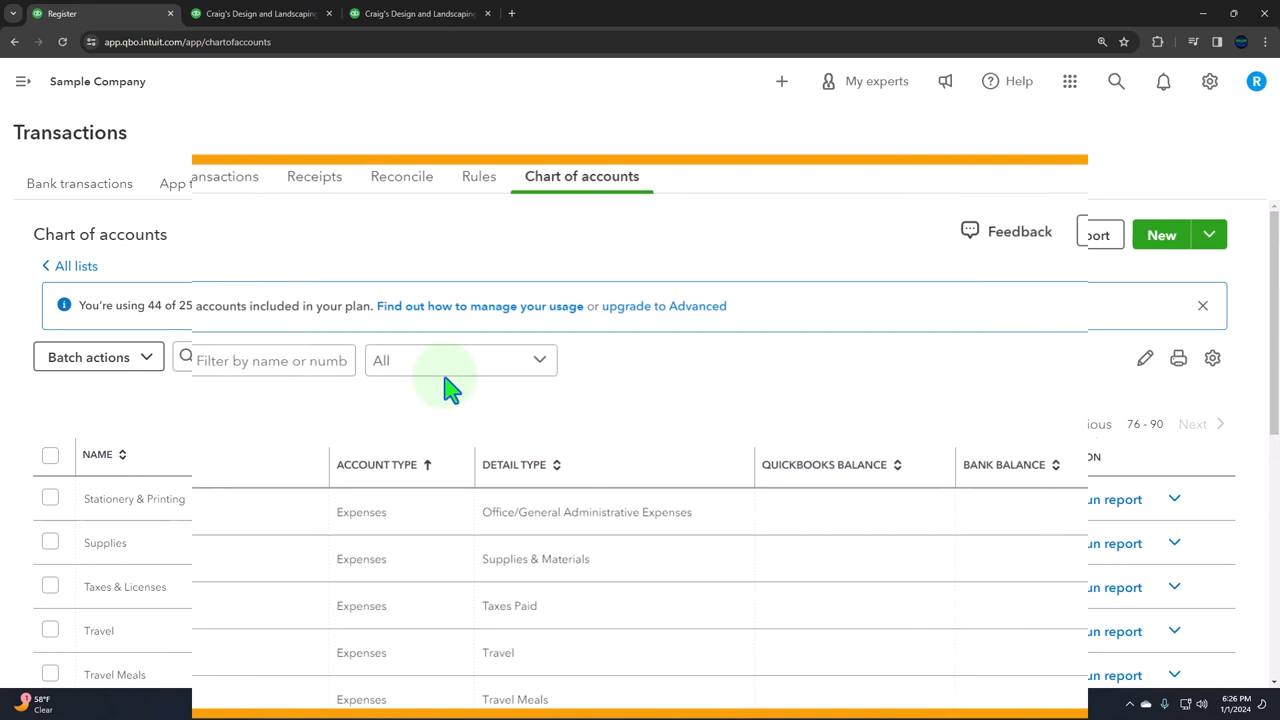 Register
Craig's Design and Landscaping
Craig's Design and Landscaping
app.qbo.intuit.com/app/chartofaccounts
Sample Company
My experts
Help
R
Transactions
Bank transactions
App t
ansactions
Receipts
Reconcile
Rules
Chart of accounts
Chart of accounts
Feedback
port
New
All lists
You're using 44 of 25 accounts included in your plan. Find out how to manage your usage or upgrade to Advanced
Batch actions
Filter by name or numb
All
ious 76 - 90 Next
NAME
ACCOUNT TYPE
DETAIL TYPE
QUICKBOOKS BALANCE
BANK BALANCE
ON
Stationery & Printing
Expenses
Office/General Administrative Expenses
un report
Supplies
Expenses
Supplies & Materials
un report
Taxes & Licenses
Expenses
Taxes Paid
un report
Travel
Expenses
Travel
un report
Travel Meals
Expenses
Travel Meals
un report
1
58°F
Clear
6:26 PM
1/1/2024